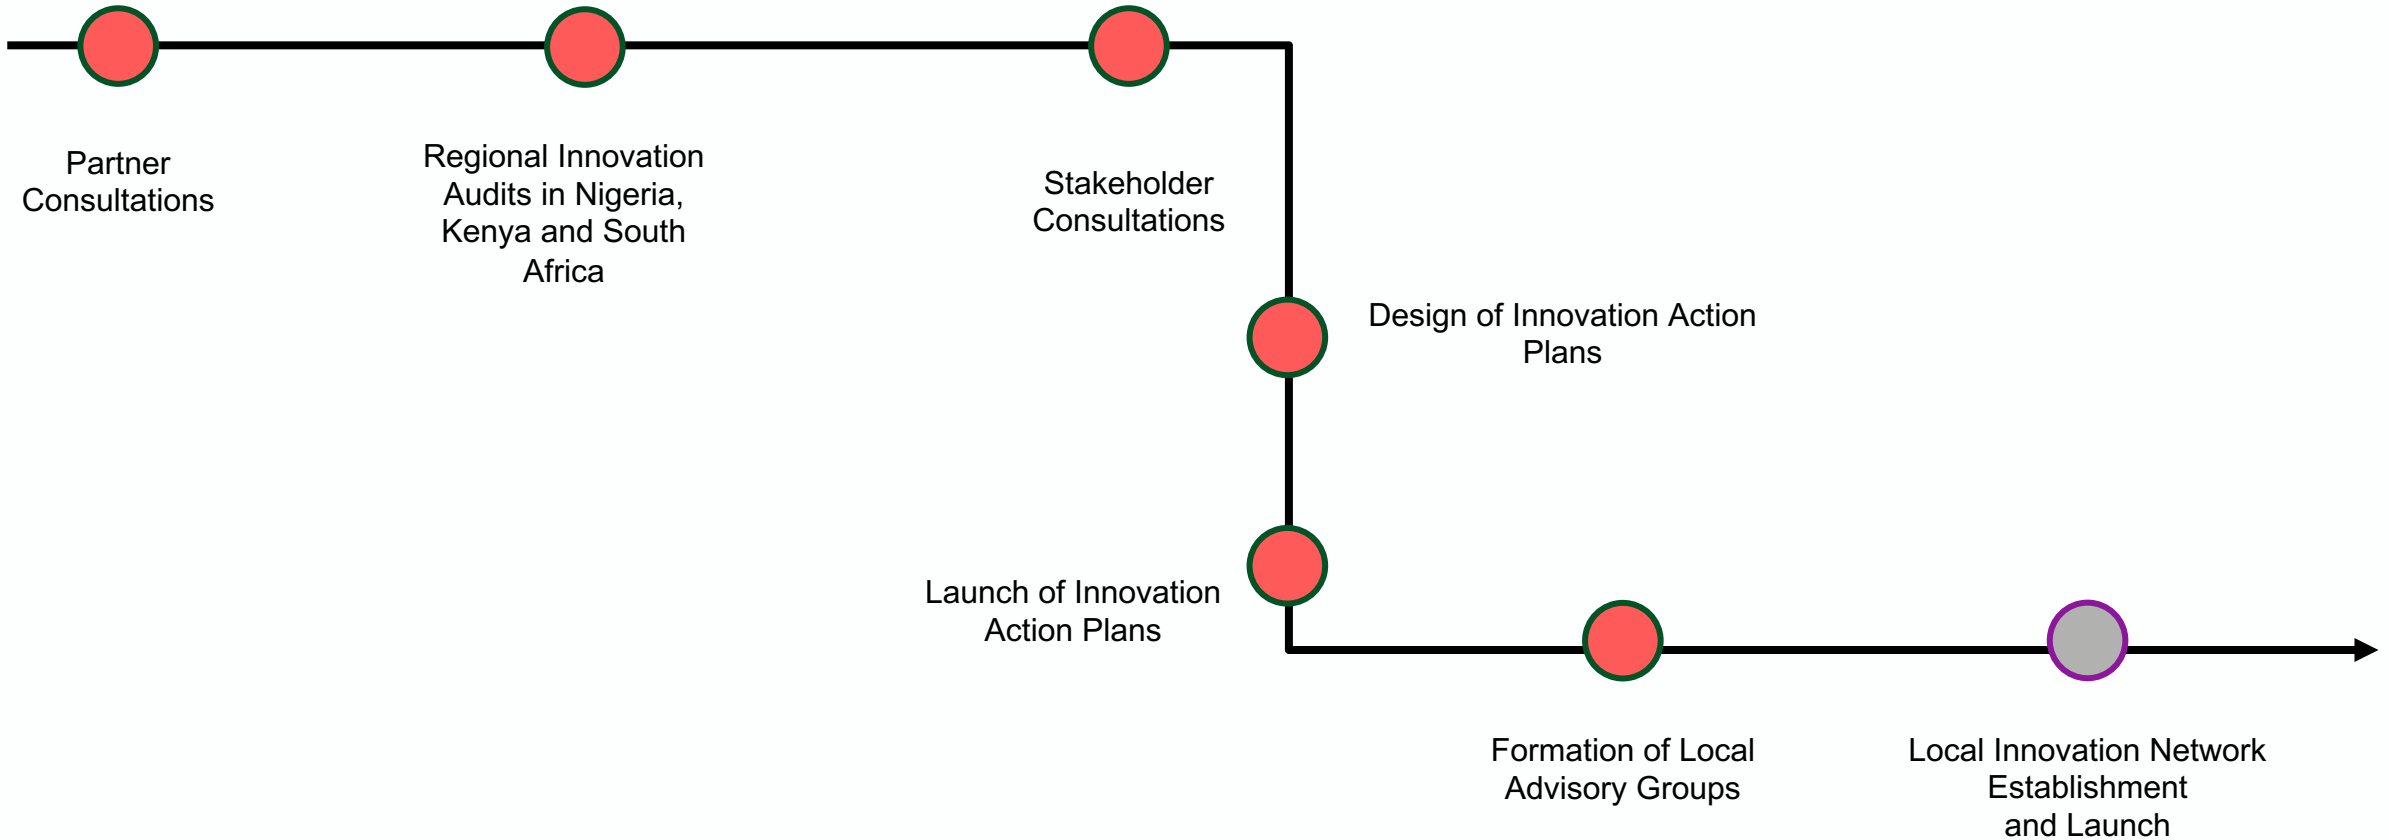 Partner
Consultations
Regional Innovation
Audits in Nigeria,
Kenya and South
Africa
Stakeholder
Consultations
Design of Innovation Action
Plans
Launch of Innovation
Action Plans
Formation of Local
Advisory Groups
Local Innovation Network
Establishment
and Launch